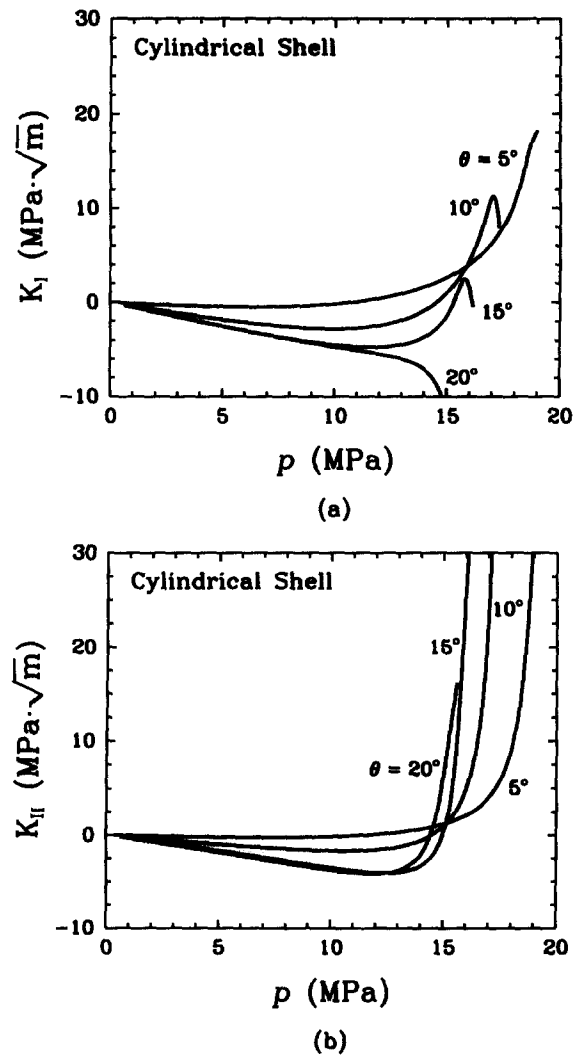 30
Cylindrical Shell
20
θ = 5°
10
10°
0
15°
20°
-10
0
5
10
15
20
K_I (MPa·√m)
p (MPa)
(a)
30
Cylindrical Shell
20
15°
10°
10
θ = 20°
5°
0
-10
0
5
10
15
20
K_II (MPa·√m)
p (MPa)
(b)